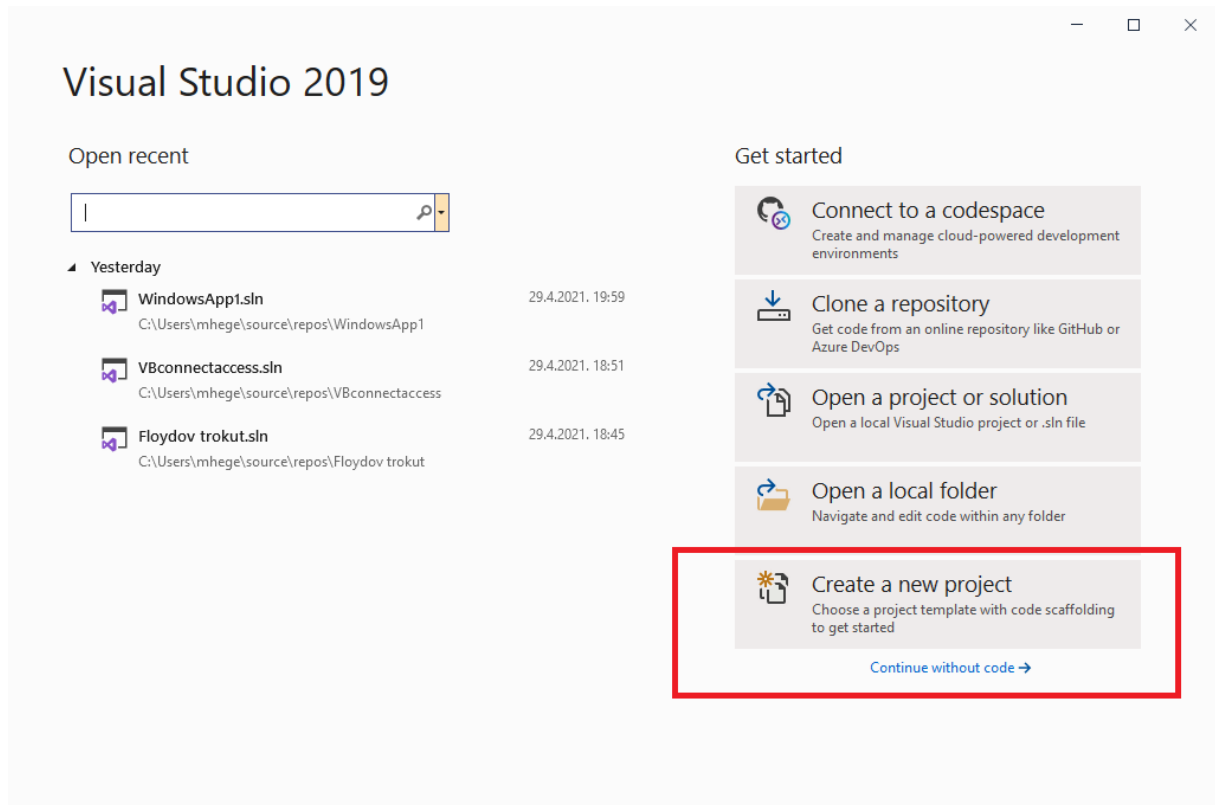 Visual Studio 2019
Open recent
Yesterday
WindowsApp1.sln
29.4.2021. 19:59
C:\Users\mhege\source\repos\WindowsApp1
VBconnectaccess.sln
29.4.2021. 18:51
C:\Users\mhege\source\repos\VBconnectaccess
Floydov trokut.sln
29.4.2021. 18:45
C:\Users\mhege\source\repos\Floydov trokut
Get started
Connect to a codespace
Create and manage cloud-powered development
environments
Clone a repository
Get code from an online repository like GitHub or
Azure DevOps
Open a project or solution
Open a local Visual Studio project or .sln file
Open a local folder
Navigate and edit code within any folder
Create a new project
Choose a project template with code scaffolding
to get started
Continue without code →